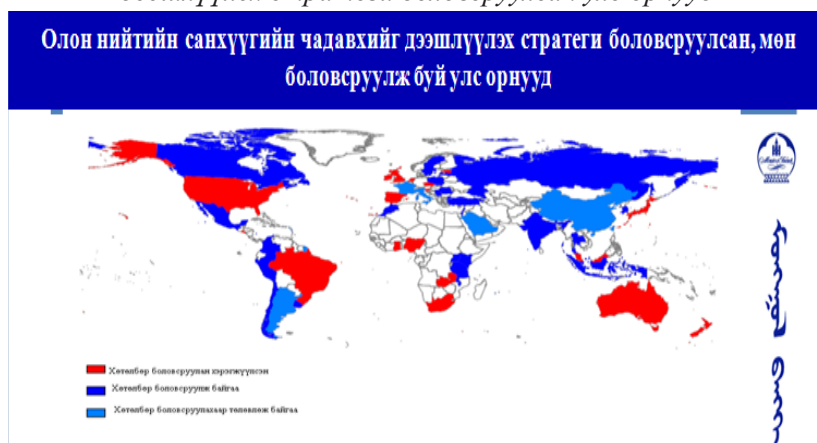 Олон нийтийн санхүүгийн чадавхийг дээшлүүлэх стратеги боловсруулсан, мөн
боловсруулж буй улс орнууд
Хөтөлбөр боловсруулан хэрэгжүүлсэн
Хөтөлбөр боловсруулж байгаа
Хөтөлбөр боловсруулахаар төлөвлөж байгаа